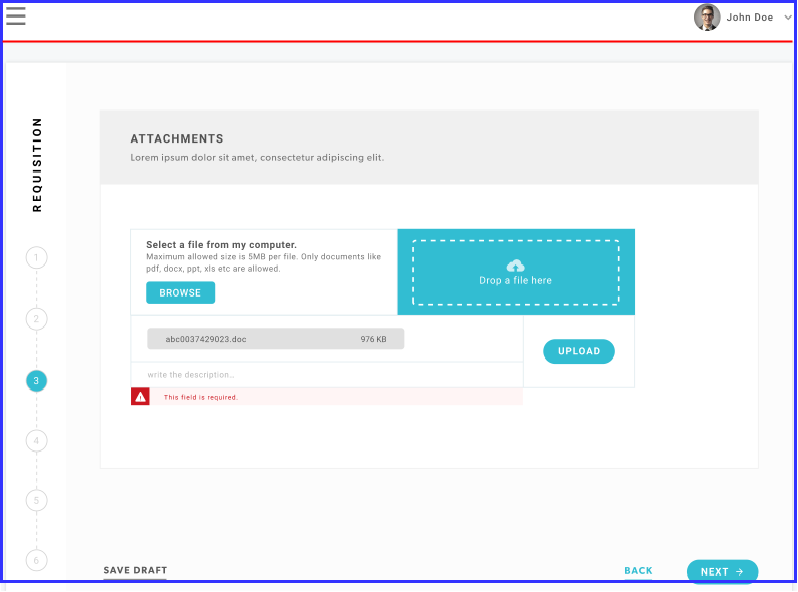 John Doe
REQUISITION
ATTACHMENTS
Lorem ipsum dolor sit amet, consectetur adipiscing elit.
Select a file from my computer.
Maximum allowed size is 5MB per file. Only documents like
pdf, docx, ppt, xls etc are allowed.
BROWSE
Drop a file here
abc0037429023.doc 976 KB
UPLOAD
write the description..
This field is required.
1
2
3
4
5
6
SAVE DRAFT
BACK
NEXT →